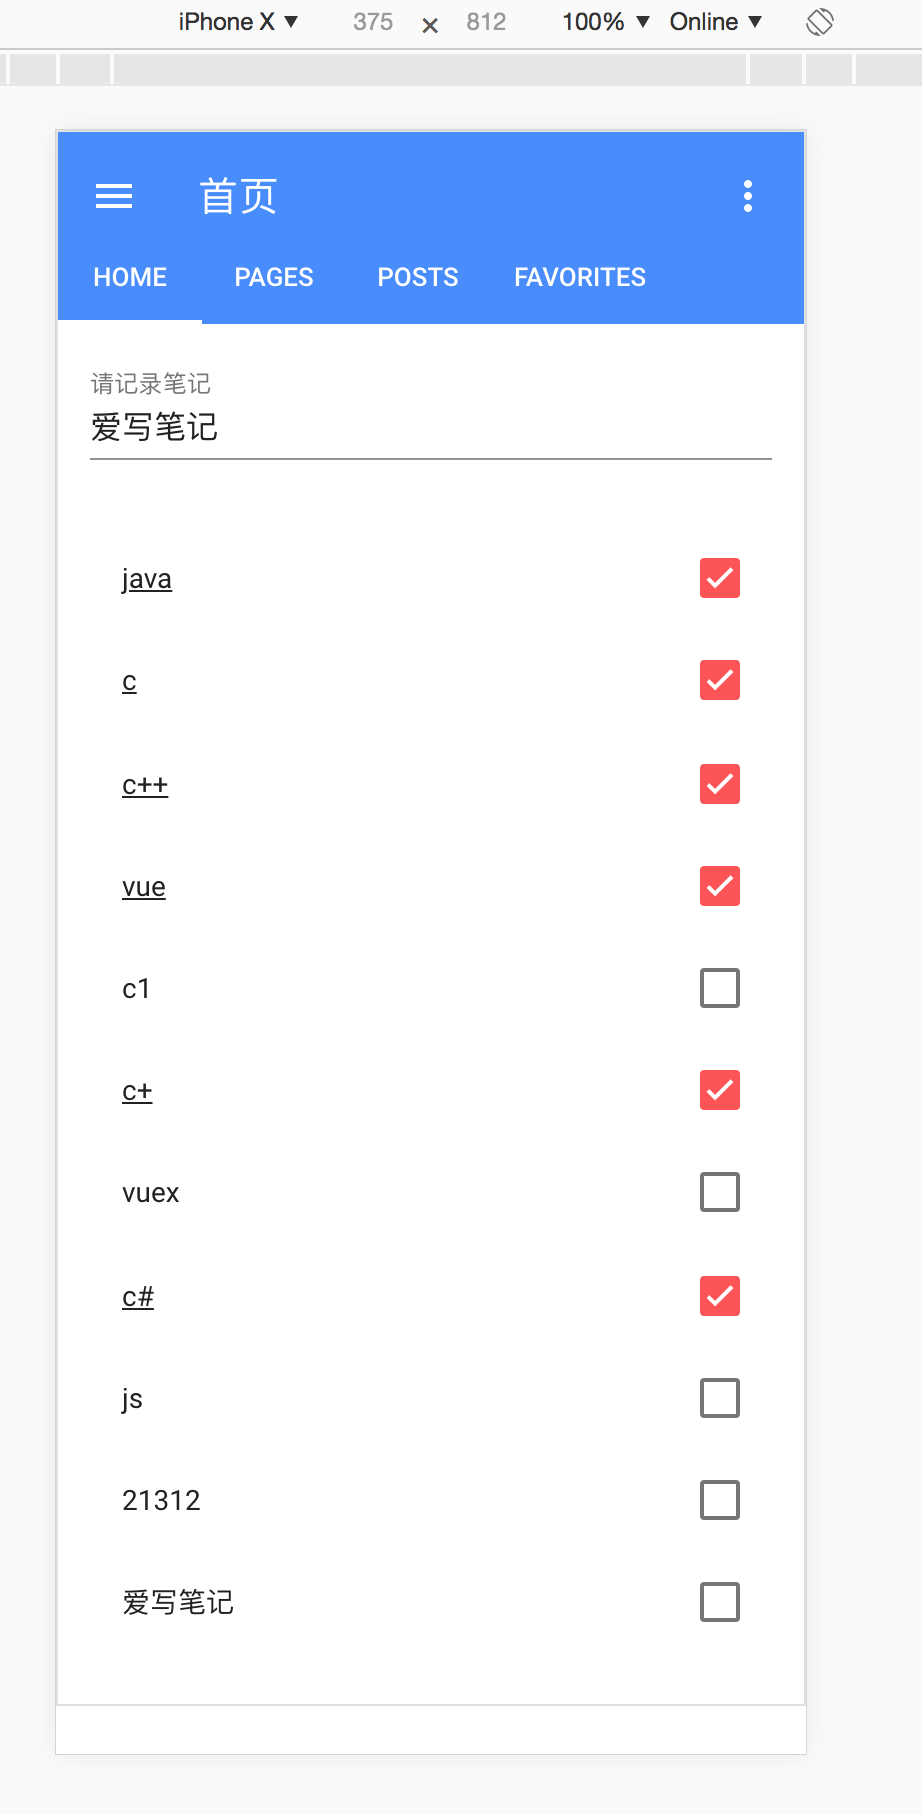 iPhone X ▼ 375 × 812 100% ▼ Online ▼
首页
HOME PAGES POSTS FAVORITES
请记录笔记
爱写笔记
java
c
c++
vue
c1
c+
vuex
c#
js
21312
爱写笔记